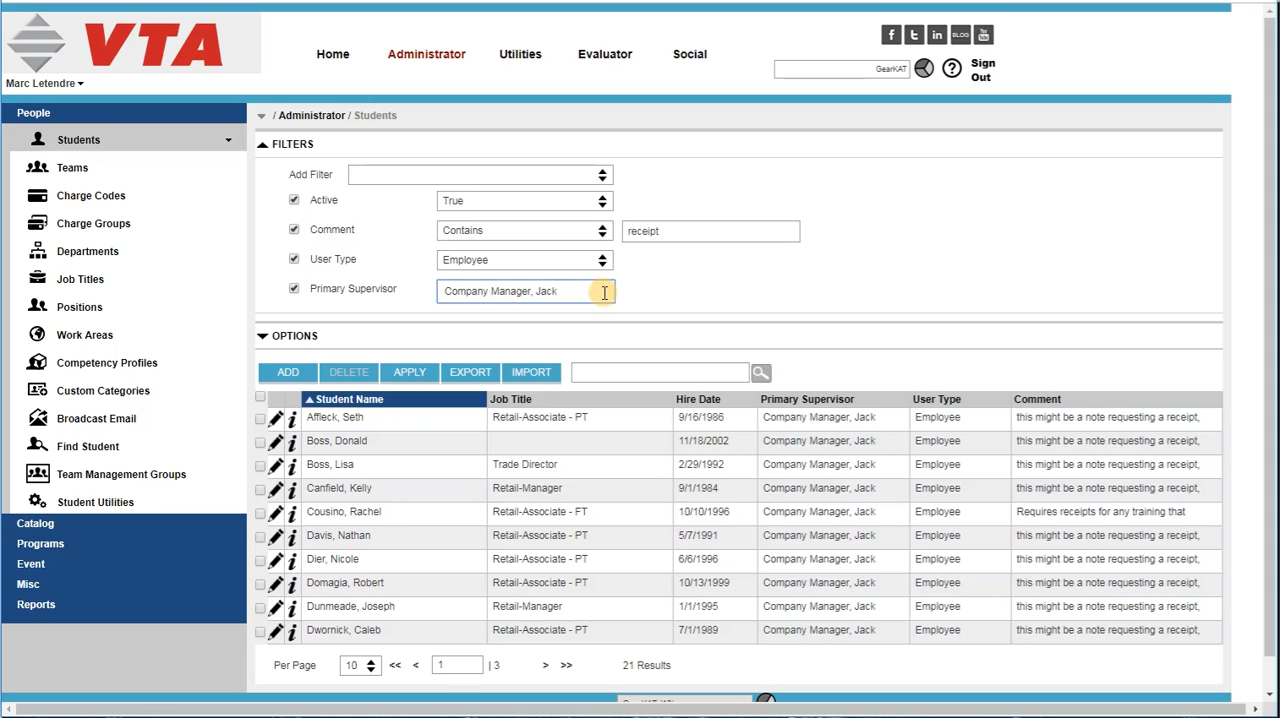 VTA
Home Administrator Utilities Evaluator Social
f t in BLOG You
GearKAT ? Sign Out
Marc Letendre
People
Students
Teams
Charge Codes
Charge Groups
Departments
Job Titles
Positions
Work Areas
Competency Profiles
Custom Categories
Broadcast Email
Find Student
Team Management Groups
Student Utilities
Catalog
Programs
Event
Misc
Reports
/ Administrator / Students
FILTERS
Add Filter
Active True
Comment Contains receipt
User Type Employee
Primary Supervisor Company Manager, Jack
OPTIONS
ADD DELETE APPLY EXPORT IMPORT
Student Name Job Title Hire Date Primary Supervisor User Type Comment
Affleck, Seth Retail-Associate - PT 9/16/1986 Company Manager, Jack Employee this might be a note requesting a receipt,
Boss, Donald 11/18/2002 Company Manager, Jack Employee this might be a note requesting a receipt,
Boss, Lisa Trade Director 2/29/1992 Company Manager, Jack Employee this might be a note requesting a receipt,
Canfield, Kelly Retail-Manager 9/1/1984 Company Manager, Jack Employee this might be a note requesting a receipt,
Cousino, Rachel Retail-Associate - FT 10/10/1996 Company Manager, Jack Employee Requires receipts for any training that
Davis, Nathan Retail-Associate - PT 5/7/1991 Company Manager, Jack Employee this might be a note requesting a receipt,
Dier, Nicole Retail-Associate - PT 6/6/1996 Company Manager, Jack Employee this might be a note requesting a receipt,
Domagia, Robert Retail-Associate - PT 10/13/1999 Company Manager, Jack Employee this might be a note requesting a receipt,
Dunmeade, Joseph Retail-Manager 1/1/1995 Company Manager, Jack Employee this might be a note requesting a receipt,
Dwornick, Caleb Retail-Associate - PT 7/1/1989 Company Manager, Jack Employee this might be a note requesting a receipt,
Per Page 10 << < 1 | 3 > >> 21 Results